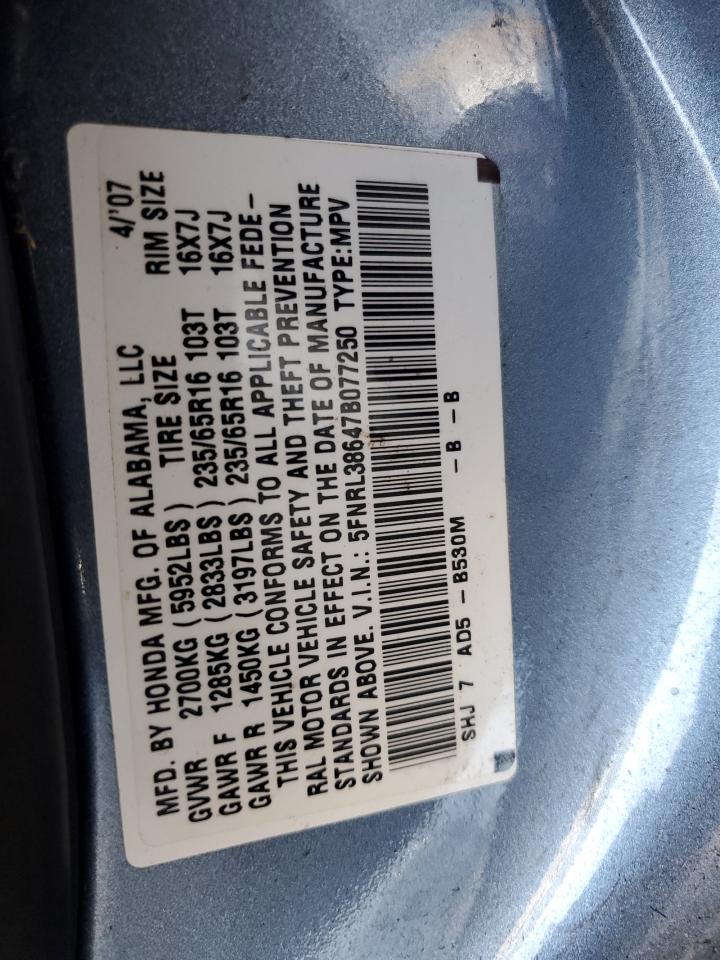 MFD. BY HONDA MFG. OF ALABAMA, LLC 4/'07
GVWR 2700KG (5952LBS) TIRE SIZE RIM SIZE
GAWR F 1285KG (2833LBS) 235/65R16 103T 16X7J
GAWR R 1450KG (3197LBS) 235/65R16 103T 16X7J
THIS VEHICLE CONFORMS TO ALL APPLICABLE FEDE-
RAL MOTOR VEHICLE SAFETY AND THEFT PREVENTION
STANDARDS IN EFFECT ON THE DATE OF MANUFACTURE
SHOWN ABOVE. V.I.N.: 5FNRL38647B077250 TYPE:MPV
SHJ 7 AD5 - B530M - B - B